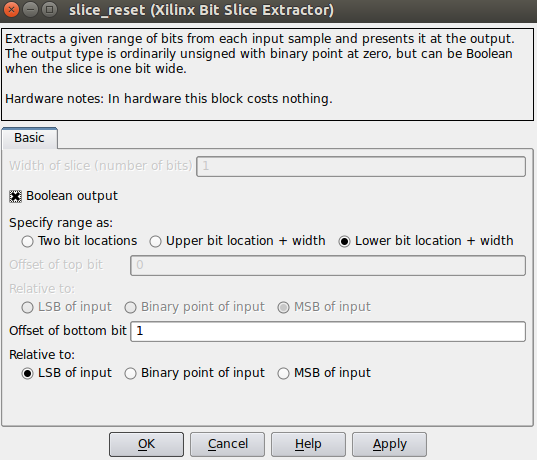 slice_reset (Xilinx Bit Slice Extractor)
Extracts a given range of bits from each input sample and presents it at the output.
The output type is ordinarily unsigned with binary point at zero, but can be Boolean
when the slice is one bit wide.
Hardware notes: In hardware this block costs nothing.
Basic
Width of slice (number of bits) 1
Boolean output
Specify range as:
Two bit locations Upper bit location + width Lower bit location + width
Offset of top bit 0
Relative to:
LSB of input Binary point of input MSB of input
Offset of bottom bit 1
Relative to:
LSB of input Binary point of input MSB of input
OK Cancel Help Apply